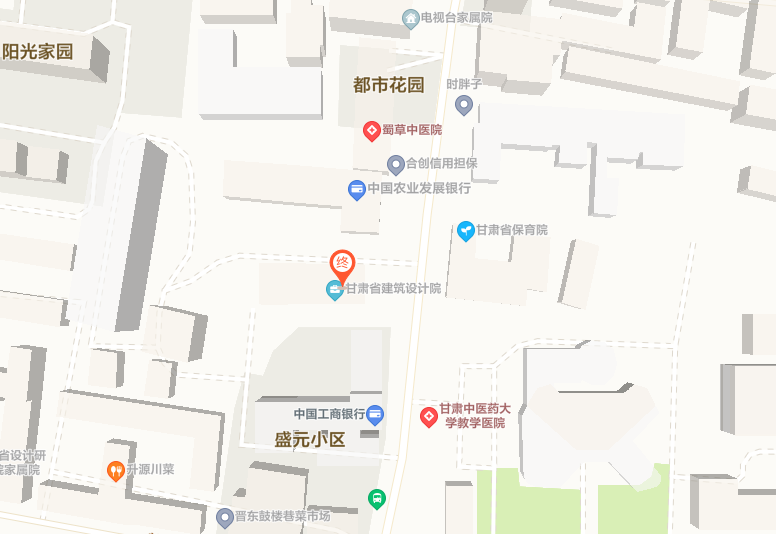 电视台家属院
阳光家园
都市花园
时胖子
蜀草中医院
合创信用担保
中国农业发展银行
甘肃省保育院
终
甘肃省建筑设计院
中国工商银行
甘肃中医药大
学教学医院
盛元小区
省设计研
院家属院
升源川菜
晋东鼓楼巷菜市场